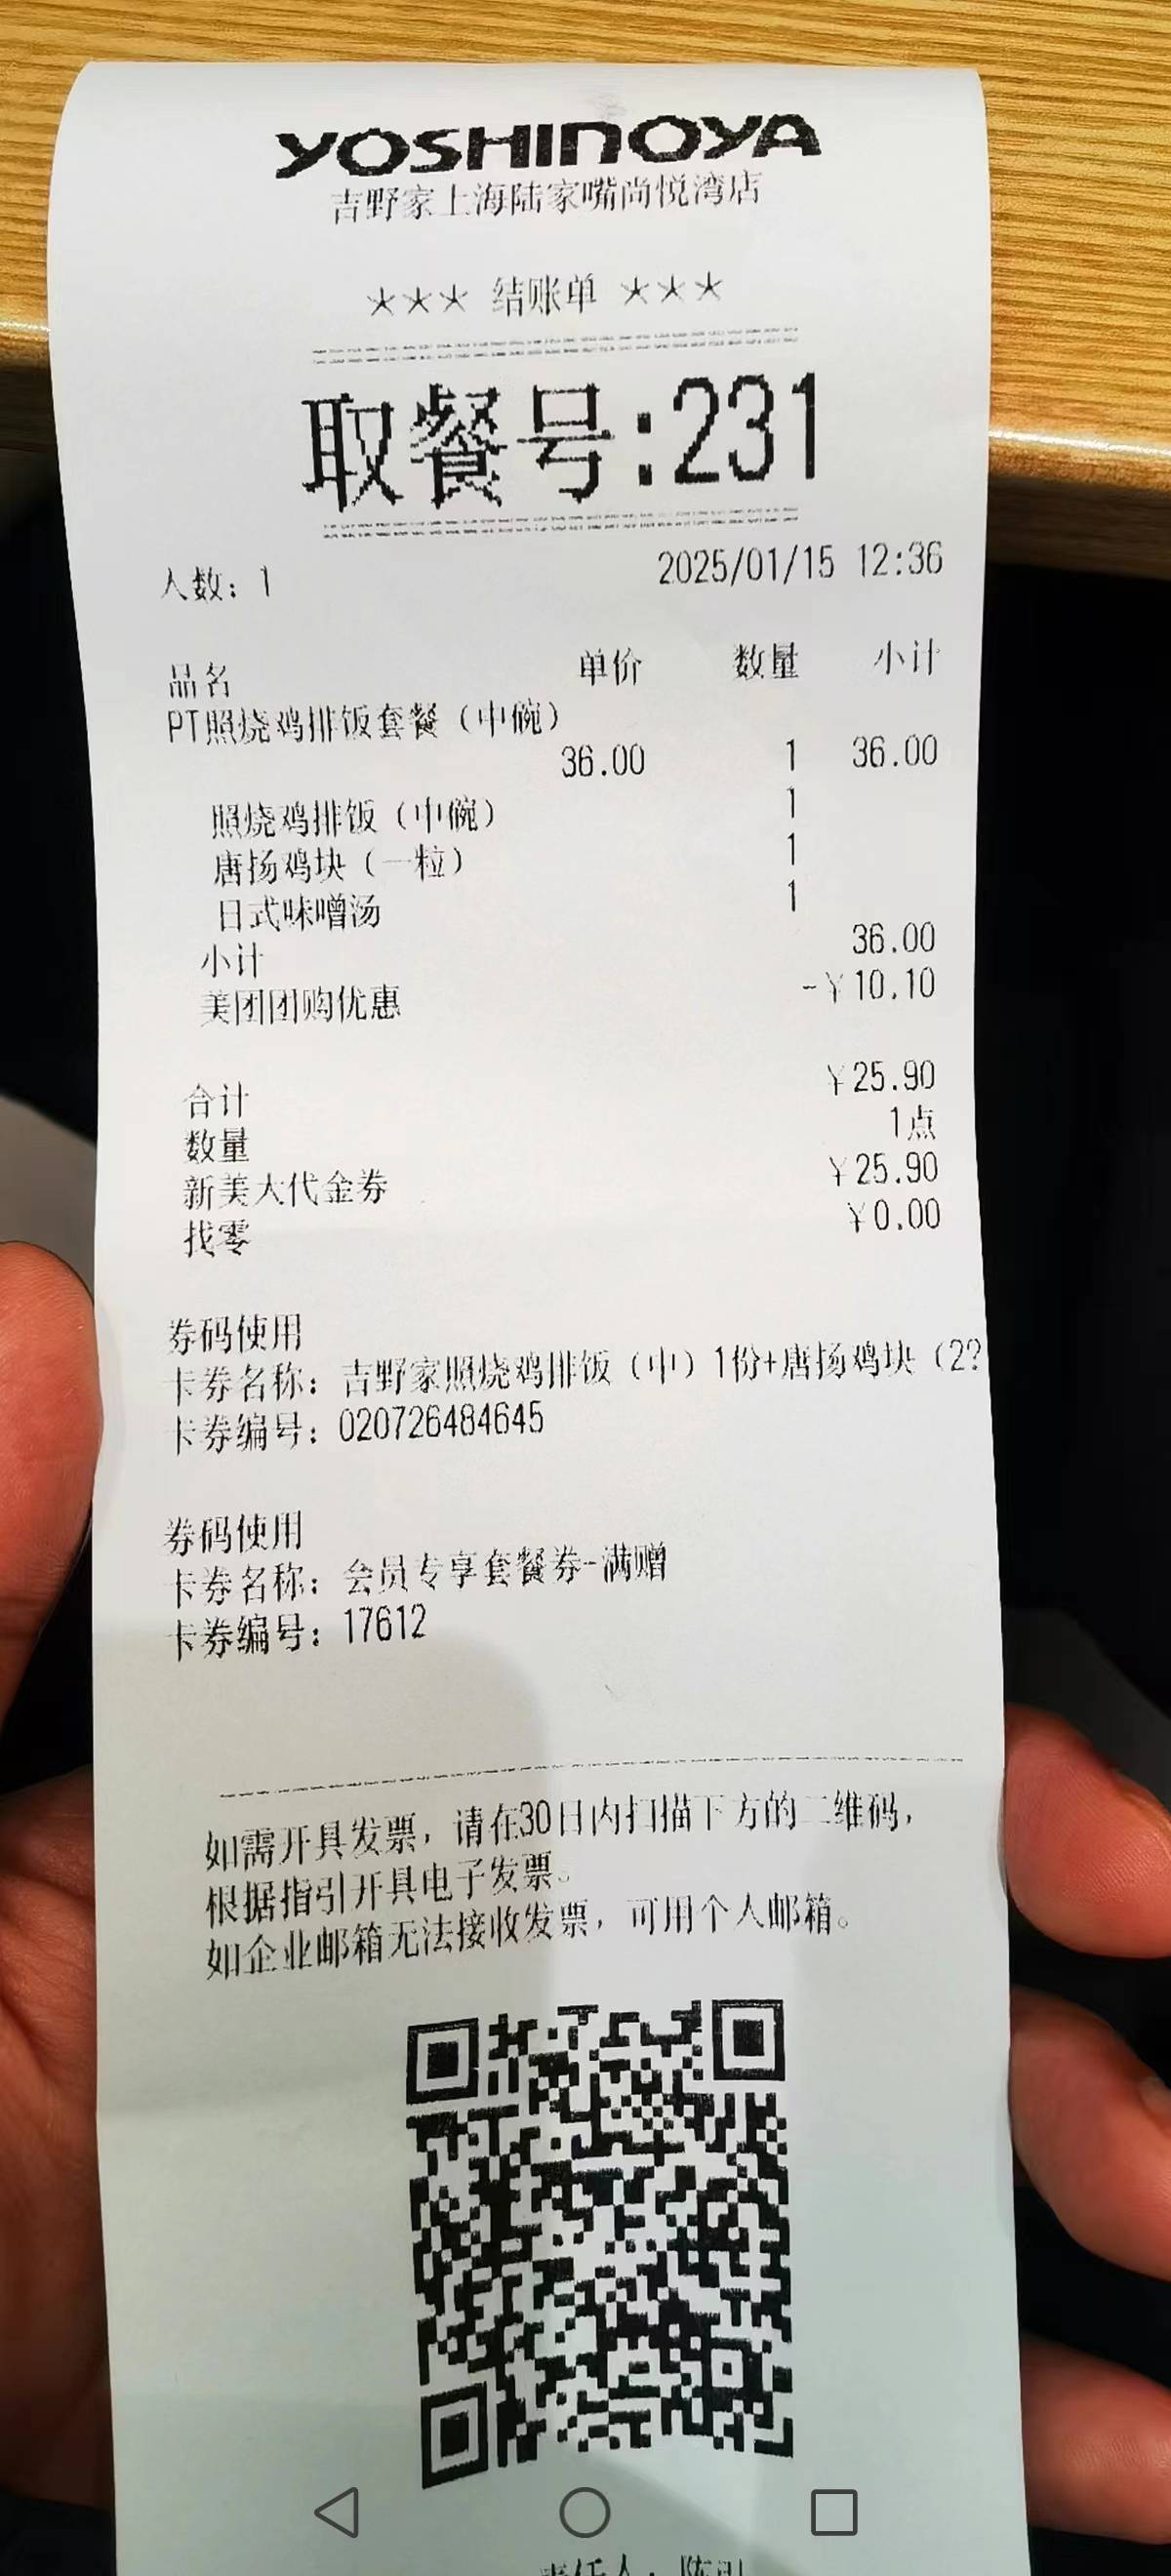 YOSHINOYA
吉野家上海陆家嘴尚悦湾店
*** 结账单 ***
取餐号:231
人数：1 2025/01/15 12:36
品名 单价 数量 小计
PT照烧鸡排饭套餐（中碗）
36.00 1 36.00
照烧鸡排饭（中碗） 1
唐扬鸡块（一粒） 1
日式味噌汤 1
小计 36.00
美团团购优惠 -￥10.10
合计 ￥25.90
数量 1点
新美大代金券 ￥25.90
找零 ￥0.00
券码使用
卡券名称：吉野家照烧鸡排饭（中）1份+唐扬鸡块（2?
卡券编号：020726484645
券码使用
卡券名称：会员专享套餐券-满赠
卡券编号：17612
如需开具发票，请在30日内扫描下方的二维码，
根据指引开具电子发票。
如企业邮箱无法接收发票，可用个人邮箱。
责任人：陈